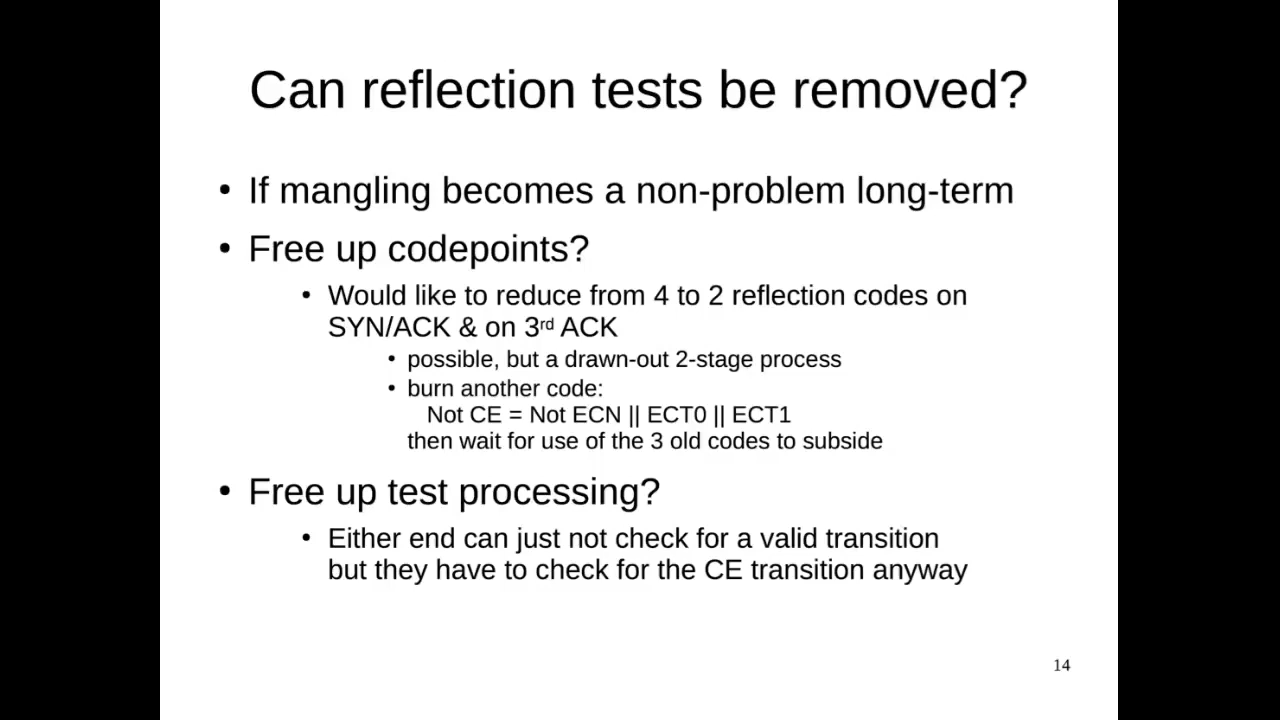 Can reflection tests be removed?
• If mangling becomes a non-problem long-term
• Free up codepoints?
• Would like to reduce from 4 to 2 reflection codes on
SYN/ACK & on 3rd ACK
• possible, but a drawn-out 2-stage process
• burn another code:
Not CE = Not ECN || ECT0 || ECT1
then wait for use of the 3 old codes to subside
• Free up test processing?
• Either end can just not check for a valid transition
but they have to check for the CE transition anyway
14